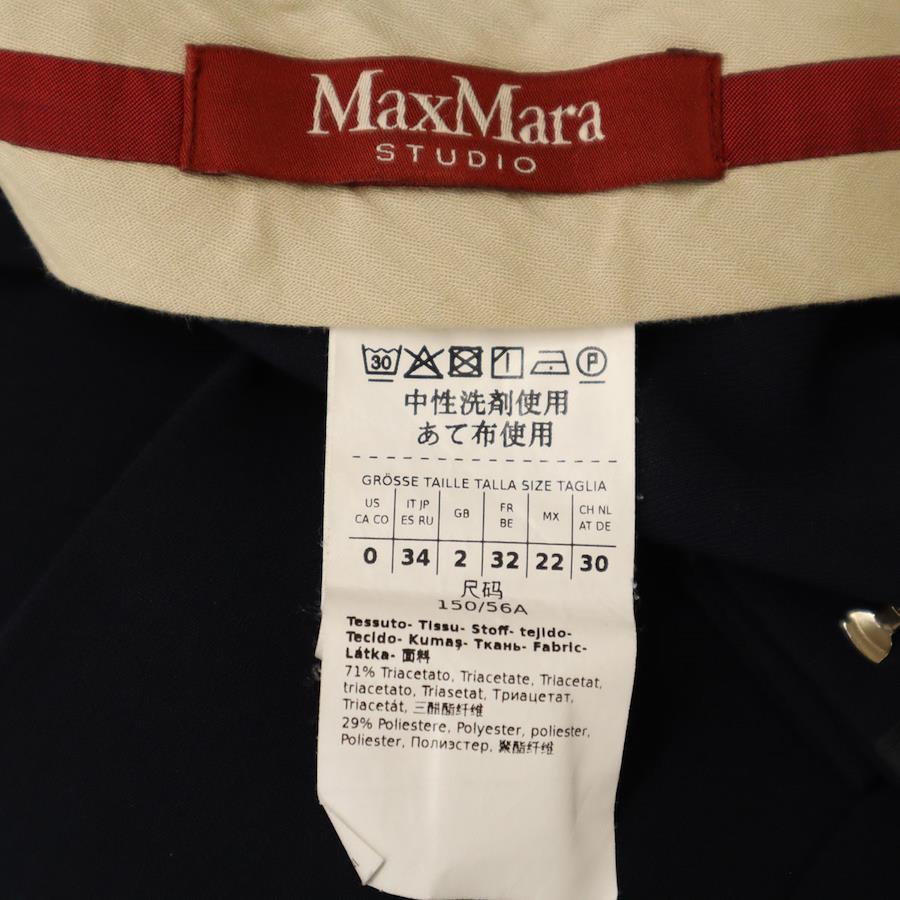 MaxMara
STUDIO
30 P
中性洗剤使用
あて布使用
GRÖSSE TAILLE TALLA SIZE TAGLIA
US CA CO IT JP ES RU GB FR BE MX CH NL AT DE
0 34 2 32 22 30
尺码
150/56A
Tessuto- Tissu- Stoff- tejido-
Tecido- Kumaş- Ткань- Fabric-
Látka- 面料
71% Triacetato, Triacetate, Triacetat,
triacetato, Triasetat, Триацетат,
Triacetát, 三醋酯纤维
29% Poliestere, Polyester, poliester,
Poliester, Полиэстер, 聚酯纤维